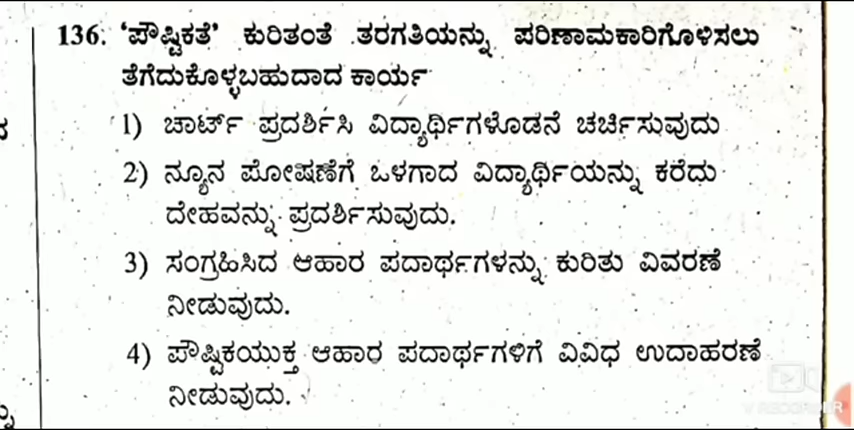 136. ‘ಪೌಷ್ಟಿಕತೆ’ ಕುರಿತಂತೆ ತರಗತಿಯನ್ನು ಪರಿಣಾಮಕಾರಿಗೊಳಿಸಲು
ತೆಗೆದುಕೊಳ್ಳಬಹುದಾದ ಕಾರ್ಯ
1) ಚಾರ್ಟ್ ಪ್ರದರ್ಶಿಸಿ ವಿದ್ಯಾರ್ಥಿಗಳೊಡನೆ ಚರ್ಚಿಸುವುದು
2) ನ್ಯೂನ ಪೋಷಣೆಗೆ ಒಳಗಾದ ವಿದ್ಯಾರ್ಥಿಯನ್ನು ಕರೆದು
ದೇಹವನ್ನು ಪ್ರದರ್ಶಿಸುವುದು.
3) ಸಂಗ್ರಹಿಸಿದ ಆಹಾರ ಪದಾರ್ಥಗಳನ್ನು ಕುರಿತು ವಿವರಣೆ
ನೀಡುವುದು.
4) ಪೌಷ್ಟಿಕಯುಕ್ತ ಆಹಾರ ಪದಾರ್ಥಗಳಿಗೆ ವಿವಿಧ ಉದಾಹರಣೆ
ನೀಡುವುದು.